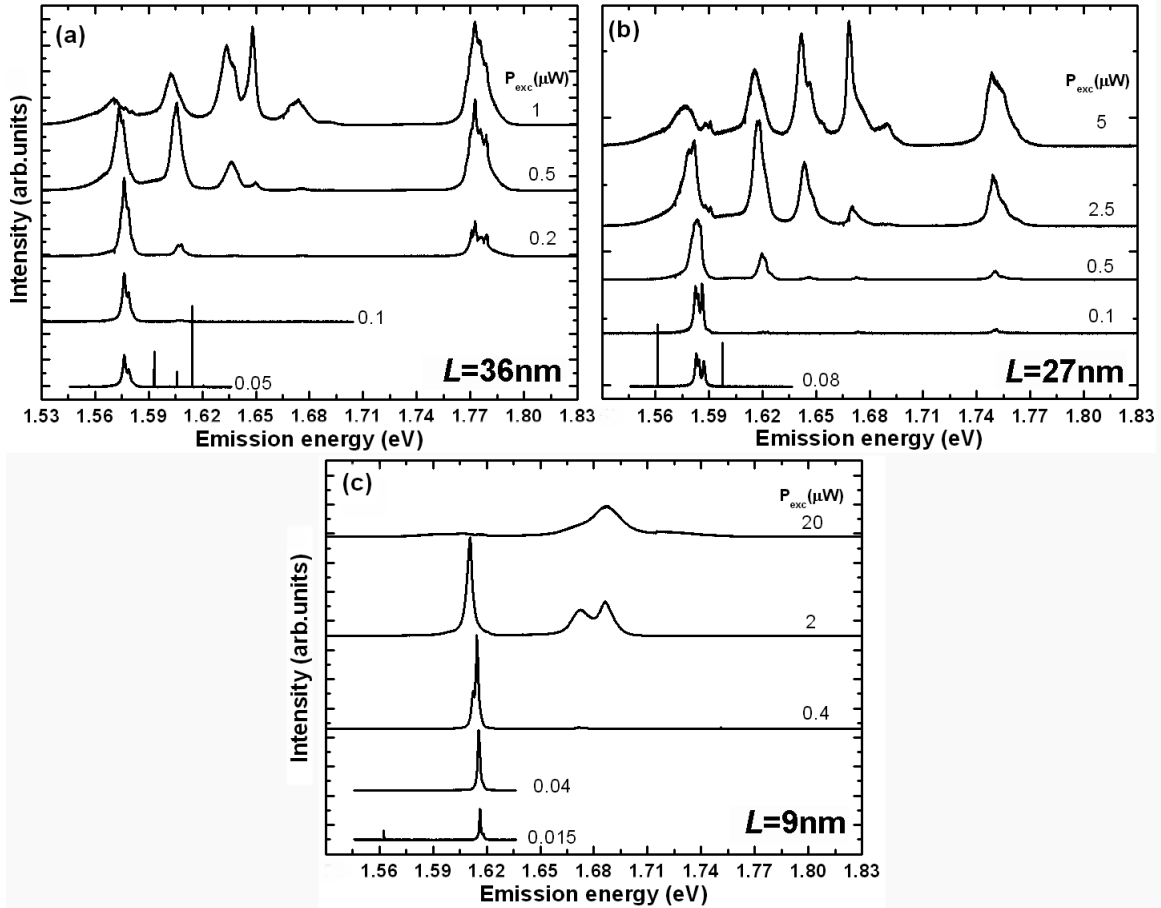 (a)
P_exc(μW)
1
0.5
0.2
0.1
0.05
L=36nm
1.53 1.56 1.59 1.62 1.65 1.68 1.71 1.74 1.77 1.80 1.83
Emission energy (eV)
Intensity (arb.units)
(b)
P_exc(μW)
5
2.5
0.5
0.1
0.08
L=27nm
1.56 1.59 1.62 1.65 1.68 1.71 1.74 1.77 1.80 1.83
Emission energy (eV)
(c)
P_exc(μW)
20
2
0.4
0.04
0.015
L=9nm
1.56 1.59 1.62 1.65 1.68 1.71 1.74 1.77 1.80 1.83
Emission energy (eV)
Intensity (arb.units)